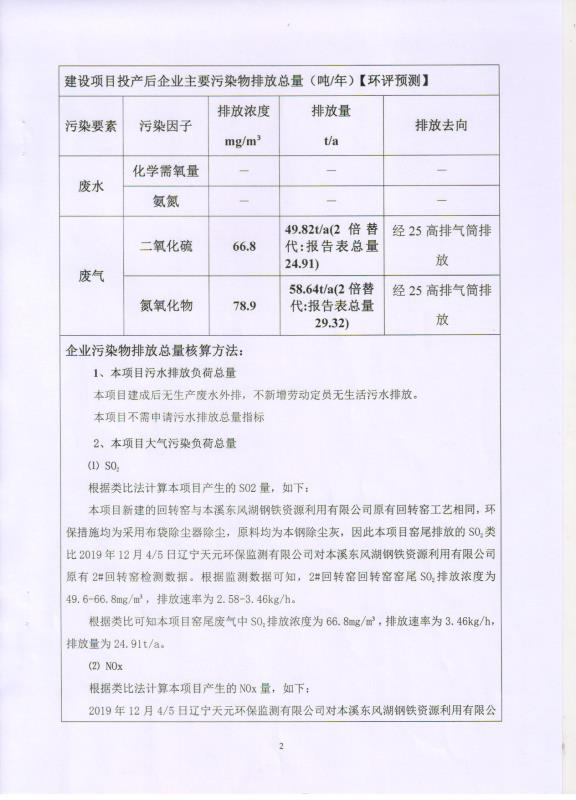 建设项目投产后企业主要污染物排放总量（吨/年）【环评预测】
污染要素 污染因子 排放浓度 mg/m³ 排放量 t/a 排放去向
废水 化学需氧量 — — —
氨氮 — — —
废气 二氧化硫 66.8 49.82t/a(2 倍替代:报告表总量 24.91) 经 25 高排气筒排放
氮氧化物 78.9 58.64t/a(2 倍替代:报告表总量 29.32) 经 25 高排气筒排放
企业污染物排放总量核算方法：
1、本项目污水排放负荷总量
本项目建成后无生产废水外排，不新增劳动定员无生活污水排放。
本项目不需申请污水排放总量指标
2、本项目大气污染负荷总量
⑴ SO₂
根据类比法计算本项目产生的 SO2 量，如下：
本项目新建的回转窑与本溪东风湖钢铁资源利用有限公司原有回转窑工艺相同，环
保措施均为采用布袋除尘器除尘，原料均为本钢除尘灰，因此本项目窑尾排放的 SO₂类
比 2019 年 12 月 4/5 日辽宁天元环保监测有限公司对本溪东风湖钢铁资源利用有限公司
原有 2#回转窑检测数据。根据监测数据可知，2#回转窑回转窑窑尾 SO₂排放浓度为
49.6-66.8mg/m³，排放速率为 2.58-3.46kg/h。
根据类比可知本项目窑尾废气中 SO₂排放浓度为 66.8mg/m³，排放速率为 3.46kg/h，
排放量为 24.91t/a。
⑵ NOx
根据类比法计算本项目产生的 NOx 量，如下：
2019 年 12 月 4/5 日辽宁天元环保监测有限公司对本溪东风湖钢铁资源利用有限公
2